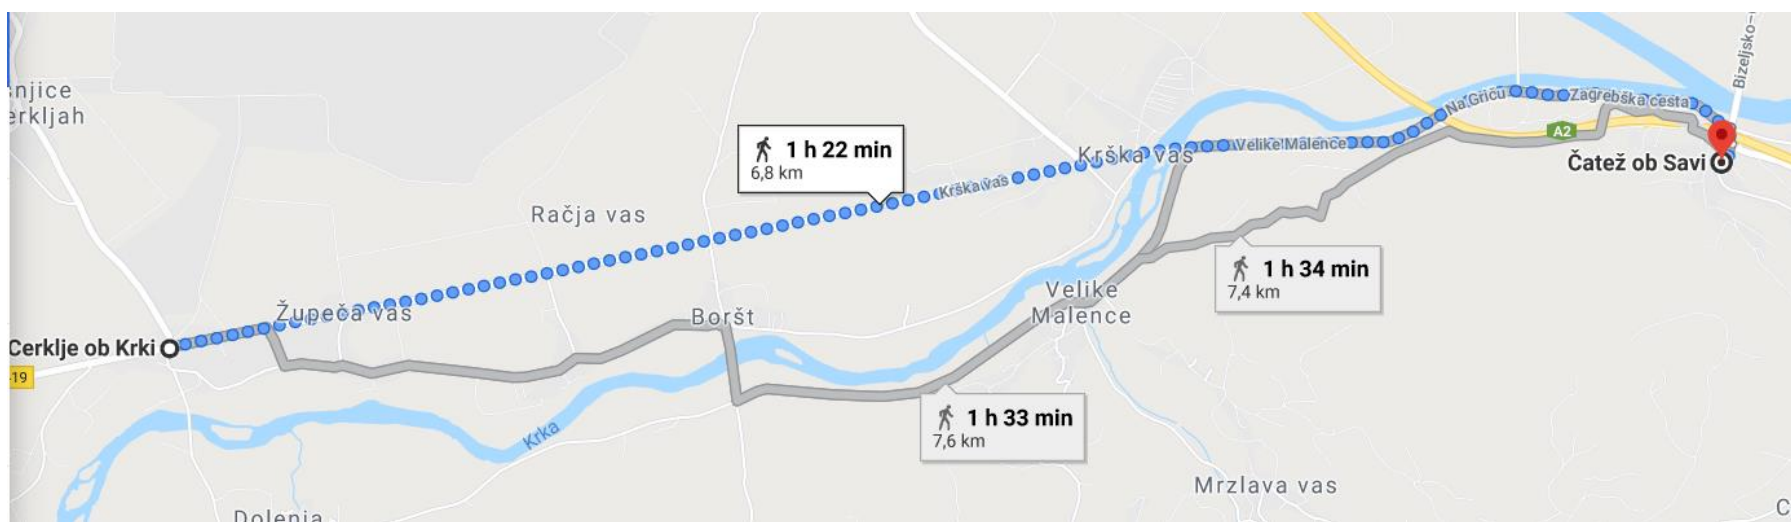 Bizeljsko-
njice
erkljah
Zagrebška cesta
Na Griču
A2
1 h 22 min
6,8 km
Krška vas
Velike Malence
Čatež ob Savi
Krška vas
Račja vas
1 h 34 min
7,4 km
Velike
Malence
Župeča vas
Boršt
Cerklje ob Krki
19
1 h 33 min
7,6 km
Krka
Mrzlava vas
Dolenja
C